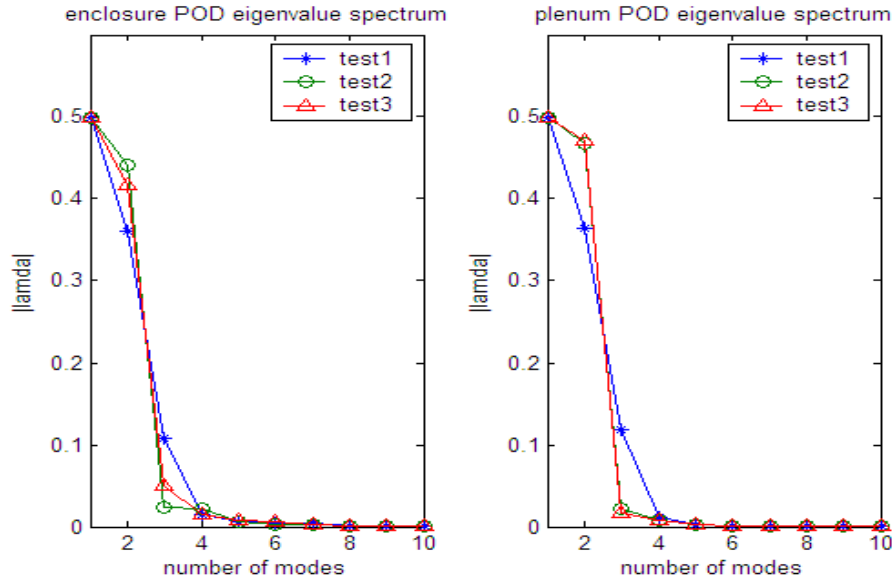 enclosure POD eigenvalue spectrum
test1
test2
test3
0.5
0.4
0.3
0.2
0.1
0
|lamda|
2
4
6
8
10
number of modes
plenum POD eigenvalue spectrum
test1
test2
test3
0.5
0.4
0.3
0.2
0.1
0
|lamda|
2
4
6
8
10
number of modes